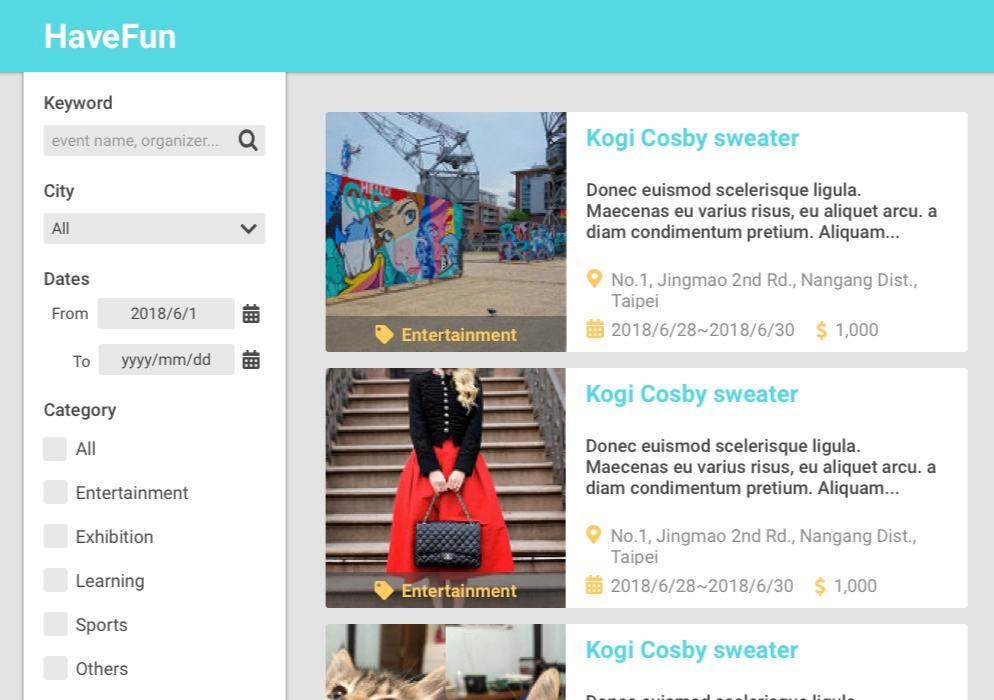 HaveFun
Keyword
event name, organizer...
City
All
Dates
From 2018/6/1
To yyyy/mm/dd
Category
All
Entertainment
Exhibition
Learning
Sports
Others
HELLO
Entertainment
Kogi Cosby sweater
Donec euismod scelerisque ligula.
Maecenas eu varius risus, eu aliquet arcu. a
diam condimentum pretium. Aliquam...
No.1, Jingmao 2nd Rd., Nangang Dist.,
Taipei
2018/6/28~2018/6/30 $ 1,000
Entertainment
Kogi Cosby sweater
Donec euismod scelerisque ligula.
Maecenas eu varius risus, eu aliquet arcu. a
diam condimentum pretium. Aliquam...
No.1, Jingmao 2nd Rd., Nangang Dist.,
Taipei
2018/6/28~2018/6/30 $ 1,000
Kogi Cosby sweater